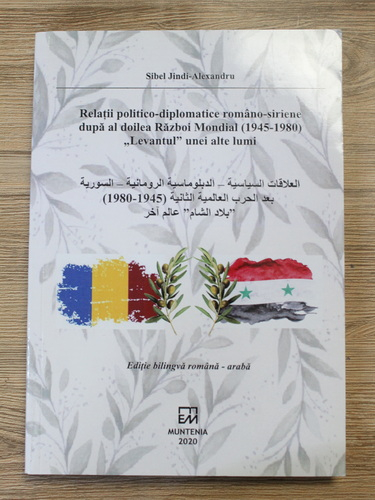 Sibel Jindi-Alexandru
Relații politico-diplomatice româno-siriene
după al doilea Război Mondial (1945-1980)
„Levantul” unei alte lumi
العلاقات السياسية – الدبلوماسية الرومانية – السورية
بعد الحرب العالمية الثانية (1945-1980)
”بلاد الشام” عالم آخر
Ediție bilingvă română - arabă
EM
MUNTENIA
2020